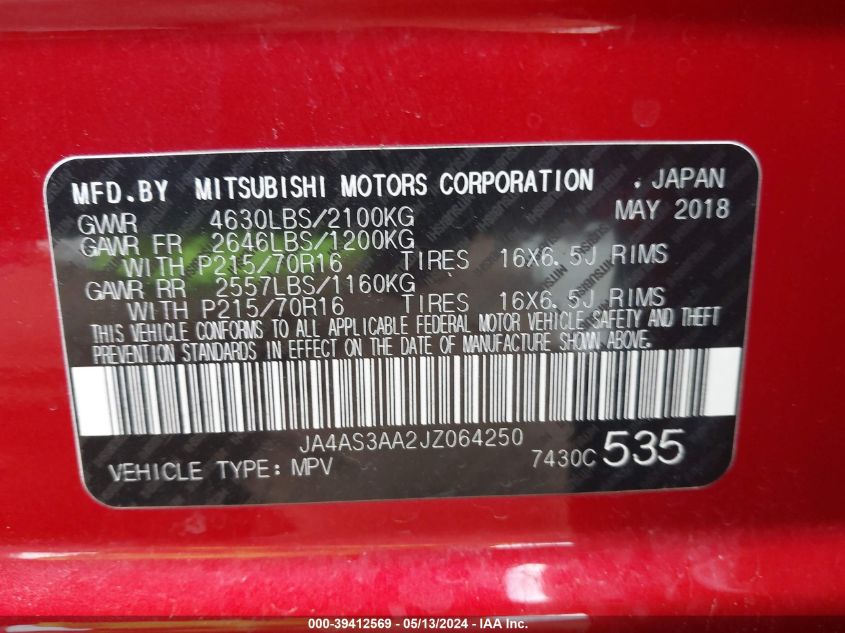 MFD.BY MITSUBISHI MOTORS CORPORATION . JAPAN
GVWR 4630LBS/2100KG MAY 2018
GAWR FR 2646LBS/1200KG
WITH P215/70R16 TIRES 16X6.5J RIMS
GAWR RR 2557LBS/1160KG
WITH P215/70R16 TIRES 16X6.5J RIMS
THIS VEHICLE CONFORMS TO ALL APPLICABLE FEDERAL MOTOR VEHICLE SAFETY AND THEFT
PREVENTION STANDARDS IN EFFECT ON THE DATE OF MANUFACTURE SHOWN ABOVE.
JA4AS3AA2JZ064250
VEHICLE TYPE: MPV 7430C 535
000-39412569 - 05/13/2024 - IAA Inc.